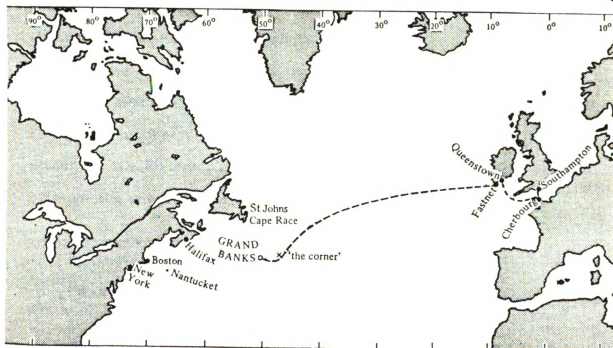 90° 80° 70° 60° 50° 40° 30° 20° 10° 0° 10°
Queenstown
Fastnet
Southampton
Cherbourg
St Johns
Cape Race
GRAND
BANKS
'the corner'
Halifax
Boston
New
York
Nantucket